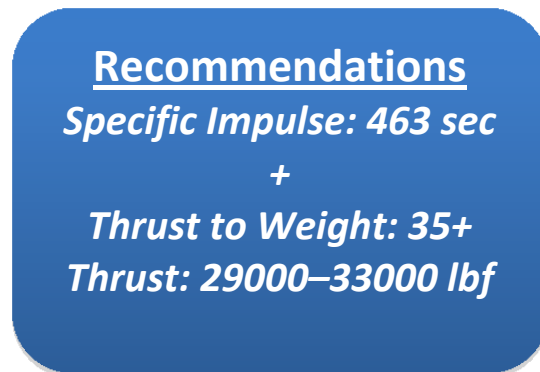 Recommendations
Specific Impulse: 463 sec
+
Thrust to Weight: 35+
Thrust: 29000–33000 lbf